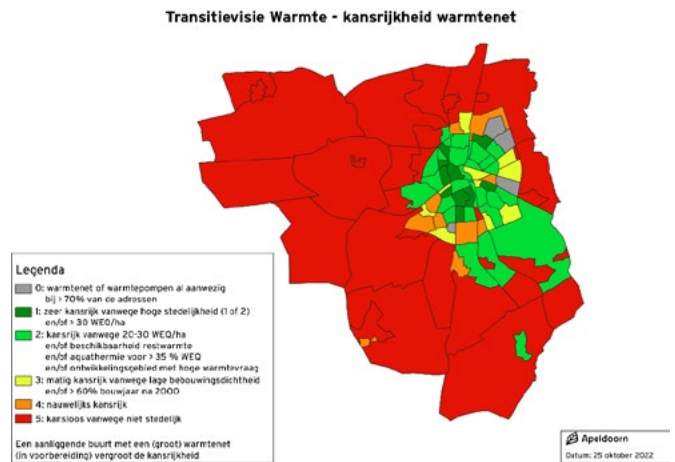 Transitievisie Warmte - kansrijkheid warmtenet
Legenda
0: warmtenet of warmtepompen al aanwezig
bij > 70% van de adressen
1: zeer kansrijk vanwege hoge stedelijkheid (1 of 2)
en/of > 30 WEQ/ha
2: kansrijk vanwege 20-30 WEQ/ha
en/of beschikbaarheid restwarmte
en/of aquathermie voor > 35 % WEQ
en/of ontwikkelingsgebied met hoge warmtevraag
3: matig kansrijk vanwege lage bebouwingsdichtheid
en/of > 60% bouwjaar na 2000
4: nauwelijks kansrijk
5: kansloos vanwege niet stedelijk
Een aanliggende buurt met een (groot) warmtenet
(in voorbereiding) vergroot de kansrijkheid
Apeldoorn
Datum: 25 oktober 2022